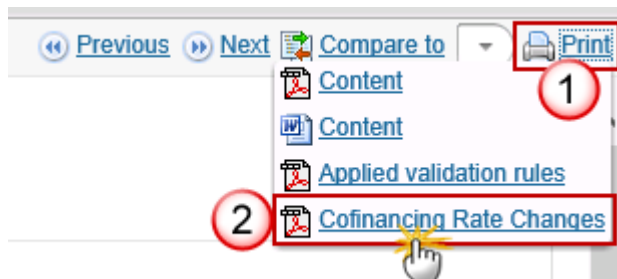 Previous Next Compare to Print
1
Content
Content
Applied validation rules
2 Cofinancing Rate Changes